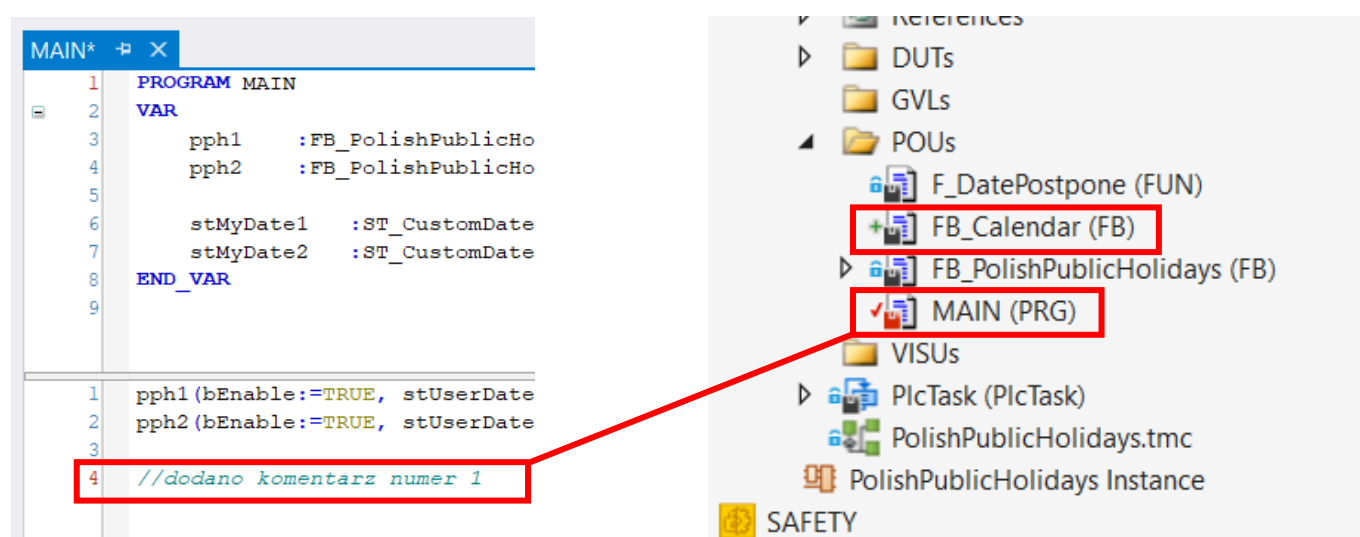 MAIN*
1 PROGRAM MAIN
2 VAR
3 pph1 :FB_PolishPublicHo
4 pph2 :FB_PolishPublicHo
5
6 stMyDate1 :ST_CustomDate
7 stMyDate2 :ST_CustomDate
8 END_VAR
9
1 pph1(bEnable:=TRUE, stUserDate
2 pph2(bEnable:=TRUE, stUserDate
3
4 //dodano komentarz numer 1
References
DUTs
GVLs
POUs
F_DatePostpone (FUN)
FB_Calendar (FB)
FB_PolishPublicHolidays (FB)
MAIN (PRG)
VISUs
PlcTask (PlcTask)
PolishPublicHolidays.tmc
PolishPublicHolidays Instance
SAFETY